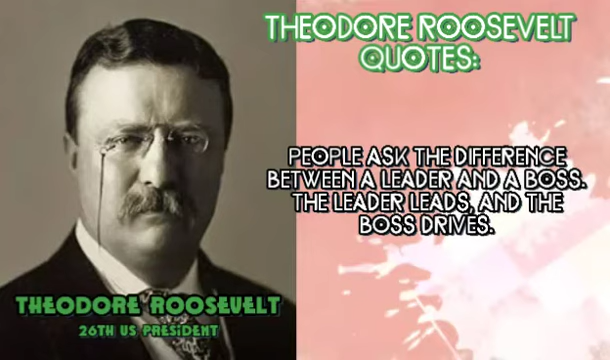 THEODORE ROOSEVELT
QUOTES:
PEOPLE ASK THE DIFFERENCE
BETWEEN A LEADER AND A BOSS.
THE LEADER LEADS, AND THE
BOSS DRIVES.
THEODORE ROOSEVELT
26TH US PRESIDENT